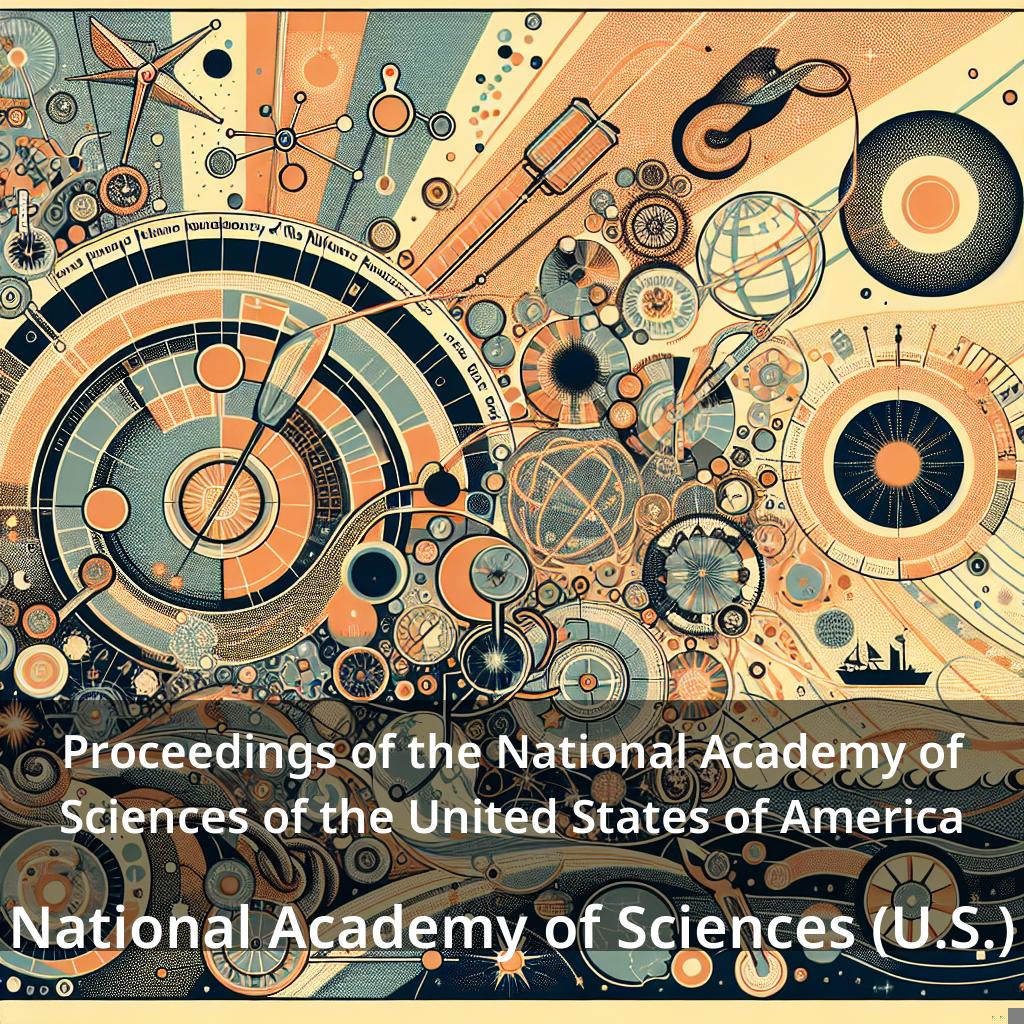 Proceedings of the National Academy of
Sciences of the United States of America
National Academy of Sciences (U.S.)